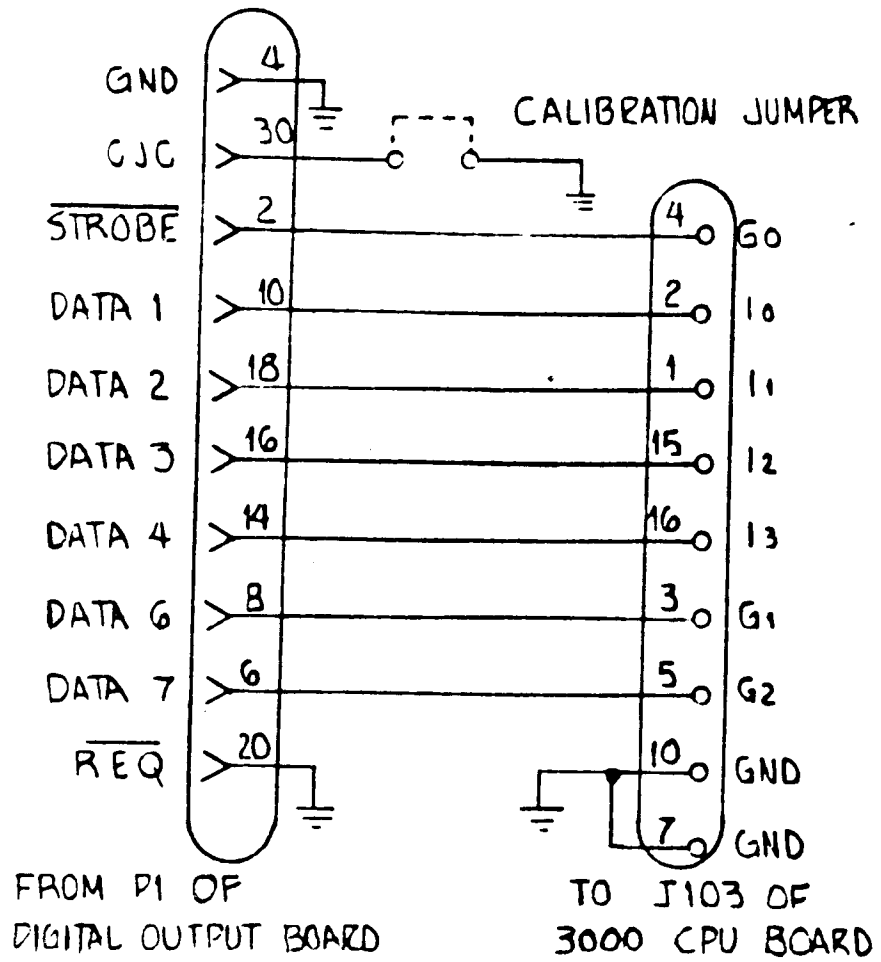 GND 4
CALIBRATION JUMPER
CJC 30
STROBE 2 4 G0
DATA 1 10 2 I0
DATA 2 18 1 I1
DATA 3 16 15 I2
DATA 4 14 16 I3
DATA 6 8 3 G1
DATA 7 6 5 G2
REQ 20 10 GND
7 GND
FROM P1 OF
DIGITAL OUTPUT BOARD
TO J103 OF
3000 CPU BOARD